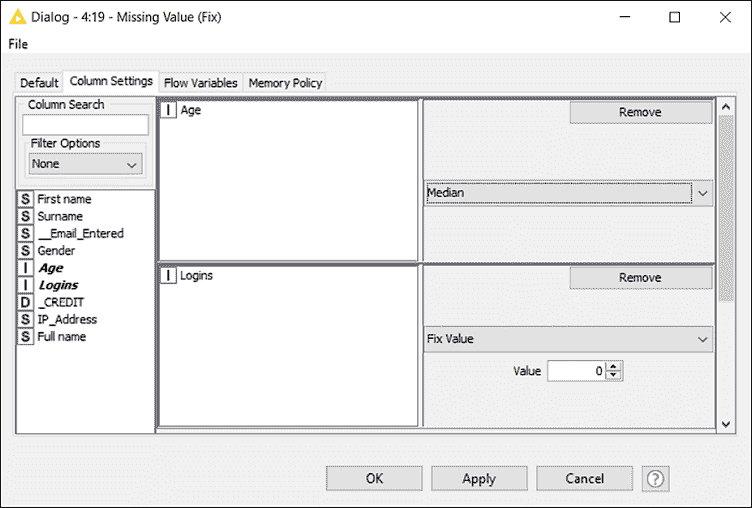 Dialog - 4:19 - Missing Value (Fix)
File
Default Column Settings Flow Variables Memory Policy
Column Search
Filter Options
None
S First name
S Surname
S __Email_Entered
S Gender
I Age
I Logins
D _CREDIT
S IP_Address
S Full name
I Age
Remove
Median
I Logins
Remove
Fix Value
Value 0
OK Apply Cancel ?